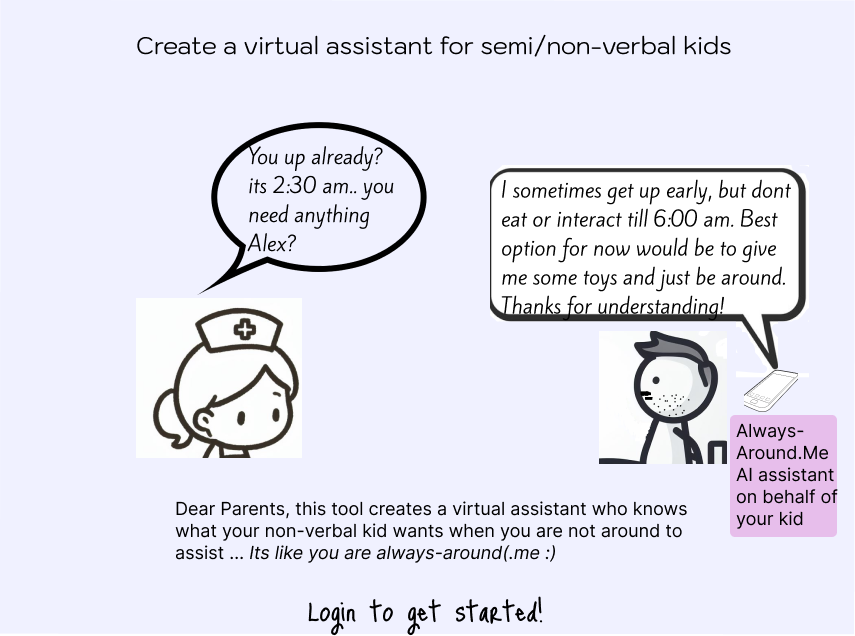 Create a virtual assistant for semi/non-verbal kids
You up already?
its 2:30 am.. you
need anything
Alex?
I sometimes get up early, but dont
eat or interact till 6:00 am. Best
option for now would be to give
me some toys and just be around.
Thanks for understanding!
Always-
Around.Me
AI assistant
on behalf of
your kid
Dear Parents, this tool creates a virtual assistant who knows
what your non-verbal kid wants when you are not around to
assist ... Its like you are always-around(.me :)
Login to get started!